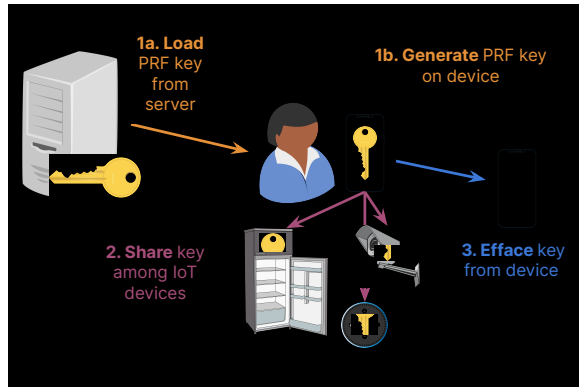 1a. Load
PRF key
from
server
1b. Generate PRF key
on device
2. Share key
among IoT
devices
3. Efface key
from device